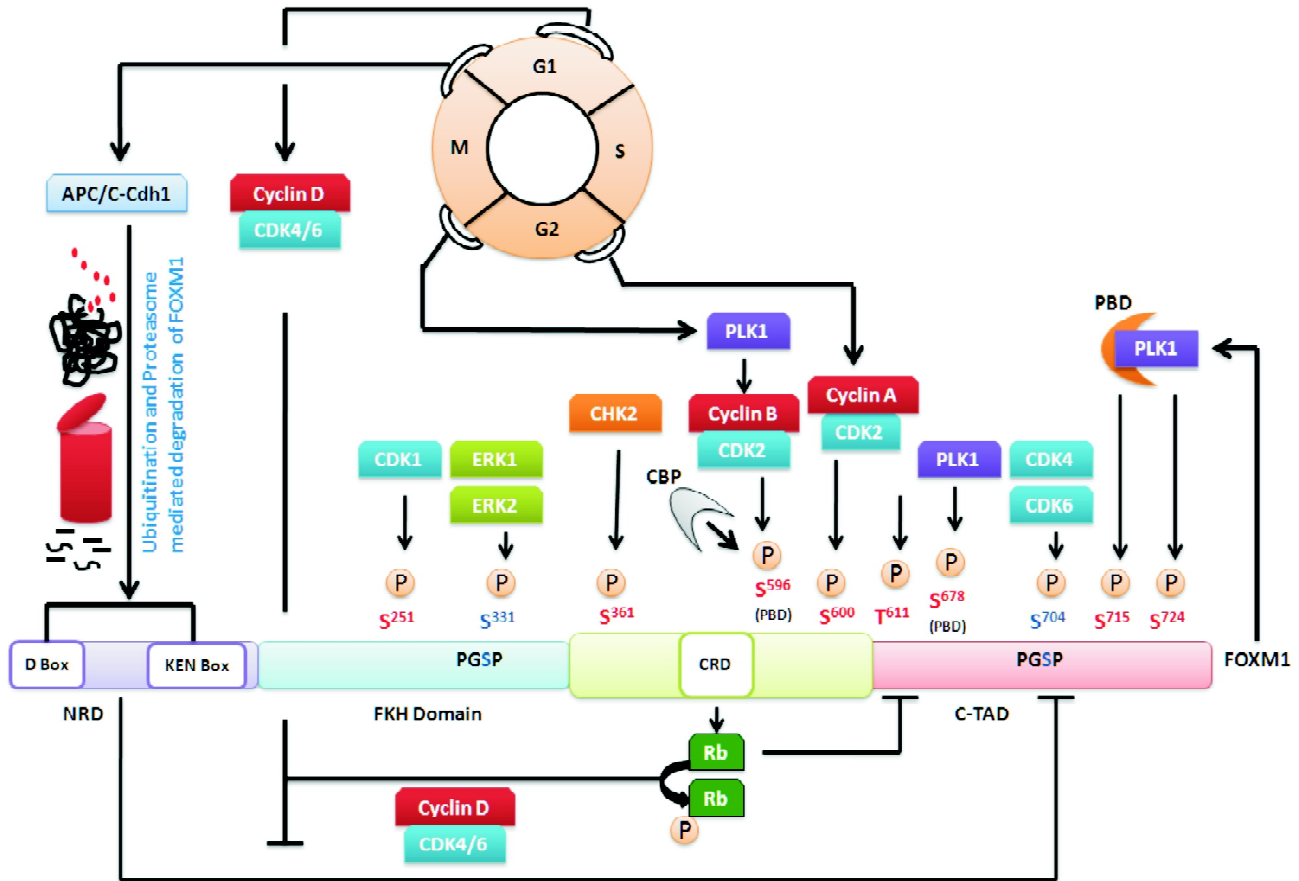 G1
M
S
G2
APC/C-Cdh1
Cyclin D
CDK4/6
Ubiquitination and Proteasome
mediated degradation of FOXM1
PLK1
PBD
PLK1
CHK2
Cyclin B
CDK2
Cyclin A
CDK2
CDK1
ERK1
ERK2
CBP
PLK1
CDK4
CDK6
P
P
P
P
P
P
P
P
P
P
S251
S331
S361
S596
(PBD)
S600
T611
S678
(PBD)
S704
S715
S724
D Box
KEN Box
PGSP
CRD
PGSP
FOXM1
NRD
FKH Domain
C-TAD
Rb
Rb
P
Cyclin D
CDK4/6